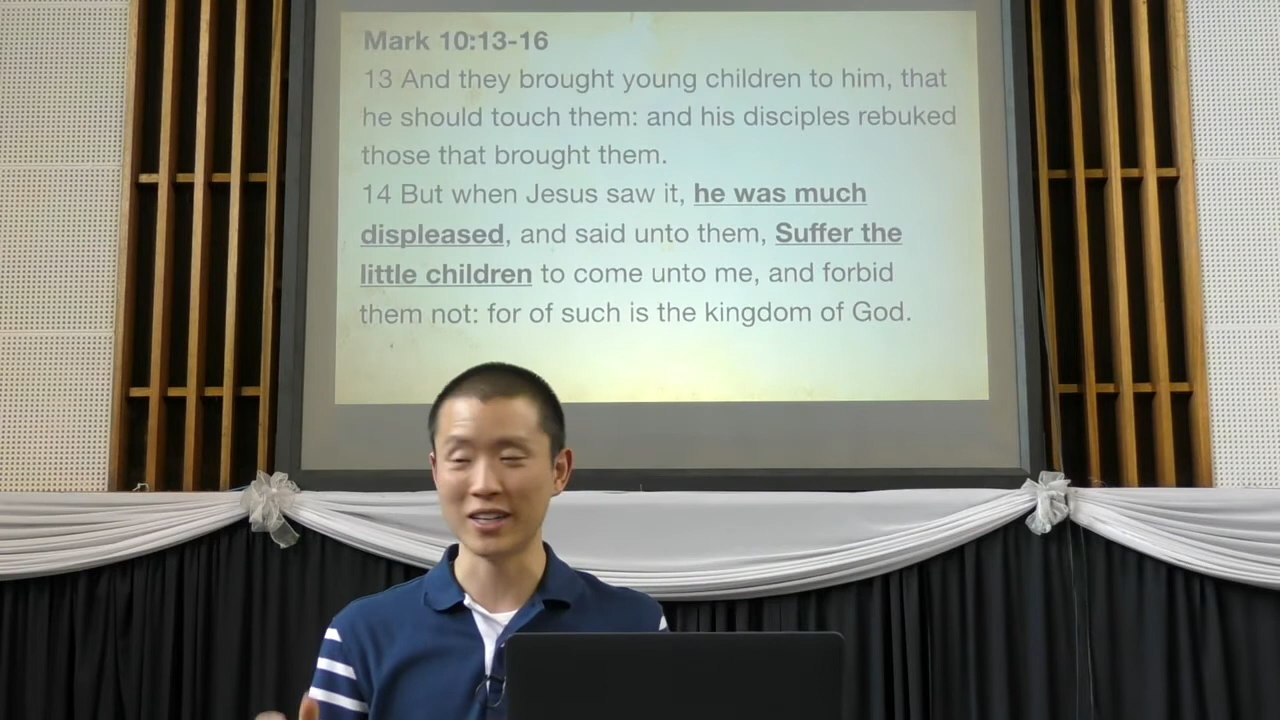 Mark 10:13-16
13 And they brought young children to him, that
he should touch them: and his disciples rebuked
those that brought them.
14 But when Jesus saw it, he was much
displeased, and said unto them, Suffer the
little children to come unto me, and forbid
them not: for of such is the kingdom of God.